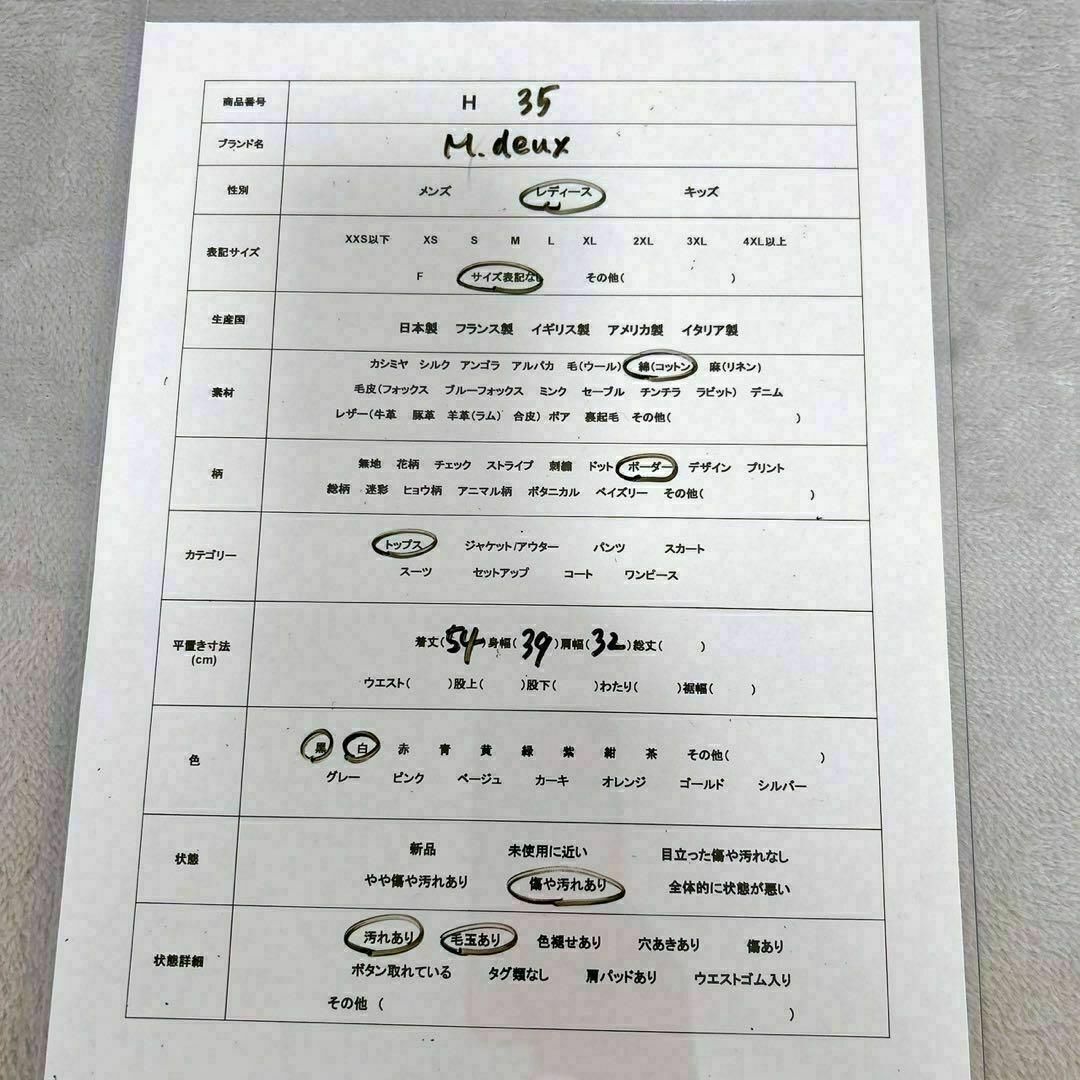 商品番号 H 35
ブランド名 M.deux
性別 メンズ レディース キッズ
表記サイズ XXS以下 XS S M L XL 2XL 3XL 4XL以上
F サイズ表記なし その他( )
生産国 日本製 フランス製 イギリス製 アメリカ製 イタリア製
カシミヤ シルク アンゴラ アルパカ 毛(ウール) 綿(コットン) 麻(リネン)
素材 毛皮(フォックス ブルーフォックス ミンク セーブル チンチラ ラビット) デニム
レザー(牛革 豚革 羊革(ラム) 合皮) ボア 裏起毛 その他( )
柄 無地 花柄 チェック ストライプ 刺繍 ドット ボーダー デザイン プリント
総柄 迷彩 ヒョウ柄 アニマル柄 ボタニカル ペイズリー その他( )
カテゴリー トップス ジャケット/アウター パンツ スカート
スーツ セットアップ コート ワンピース
平置き寸法 着丈(54)身幅(39)肩幅(32)総丈( )
(cm) ウエスト( )股上( )股下( )わたり( )裾幅( )
色 黒 白 赤 青 黄 緑 紫 紺 茶 その他( )
グレー ピンク ベージュ カーキ オレンジ ゴールド シルバー
状態 新品 未使用に近い 目立った傷や汚れなし
やや傷や汚れあり 傷や汚れあり 全体的に状態が悪い
状態詳細 汚れあり 毛玉あり 色褪せあり 穴あきあり 傷あり
ボタン取れている タグ類なし 肩パッドあり ウエストゴム入り
その他 ( )